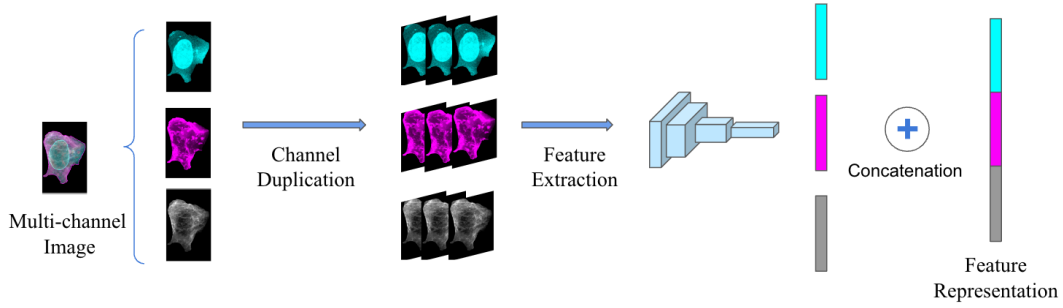 Multi-channel
Image
Channel
Duplication
Feature
Extraction
Concatenation
Feature
Representation